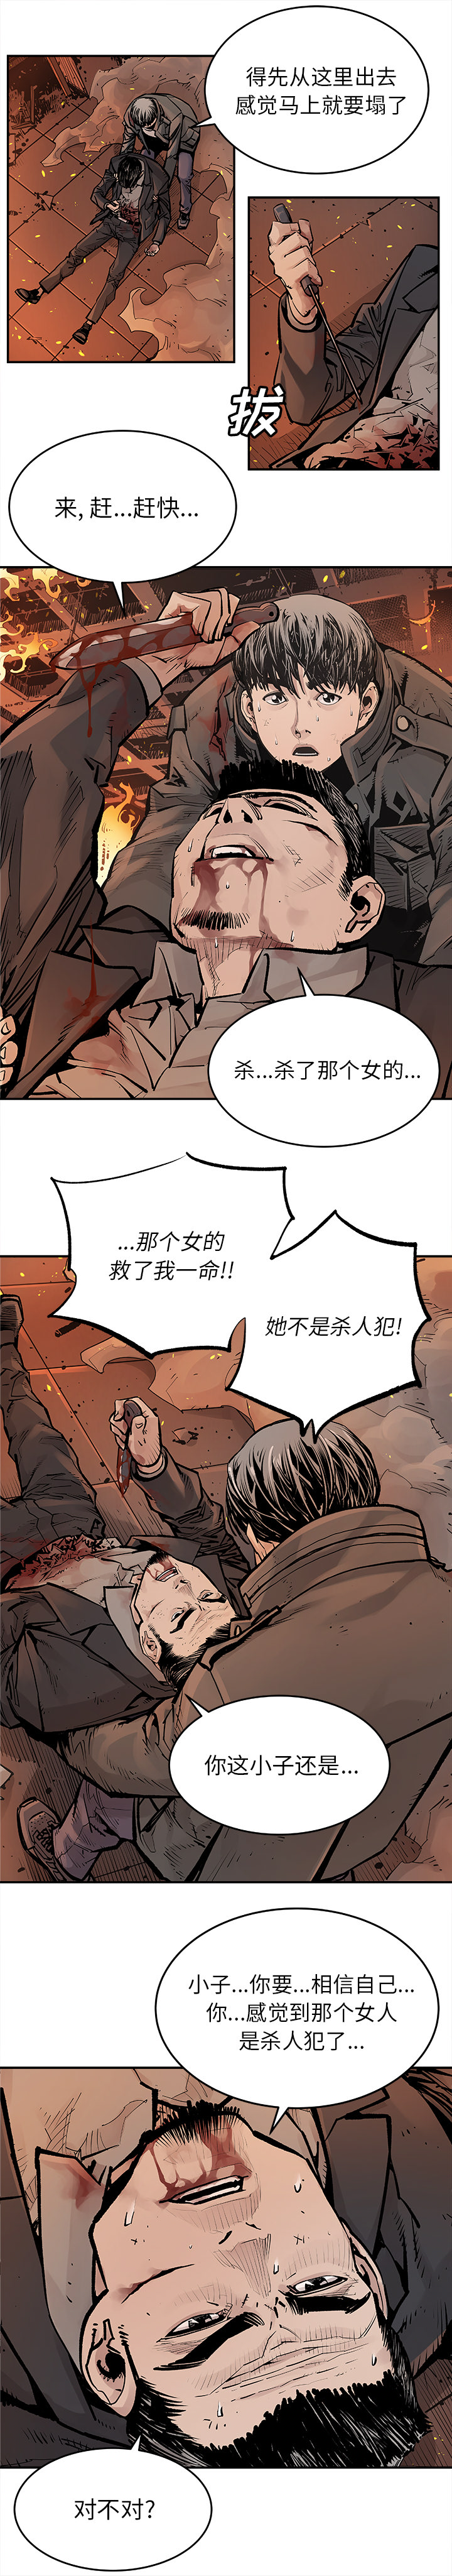 得先从这里出去
感觉马上就要塌了
拔
来, 赶...赶快...
杀...杀了那个女的...
...那个女的
救了我一命!!
她不是杀人犯!
你这小子还是...
小子...你要...相信自己...
你...感觉到那个女人
是杀人犯了...
对不对?